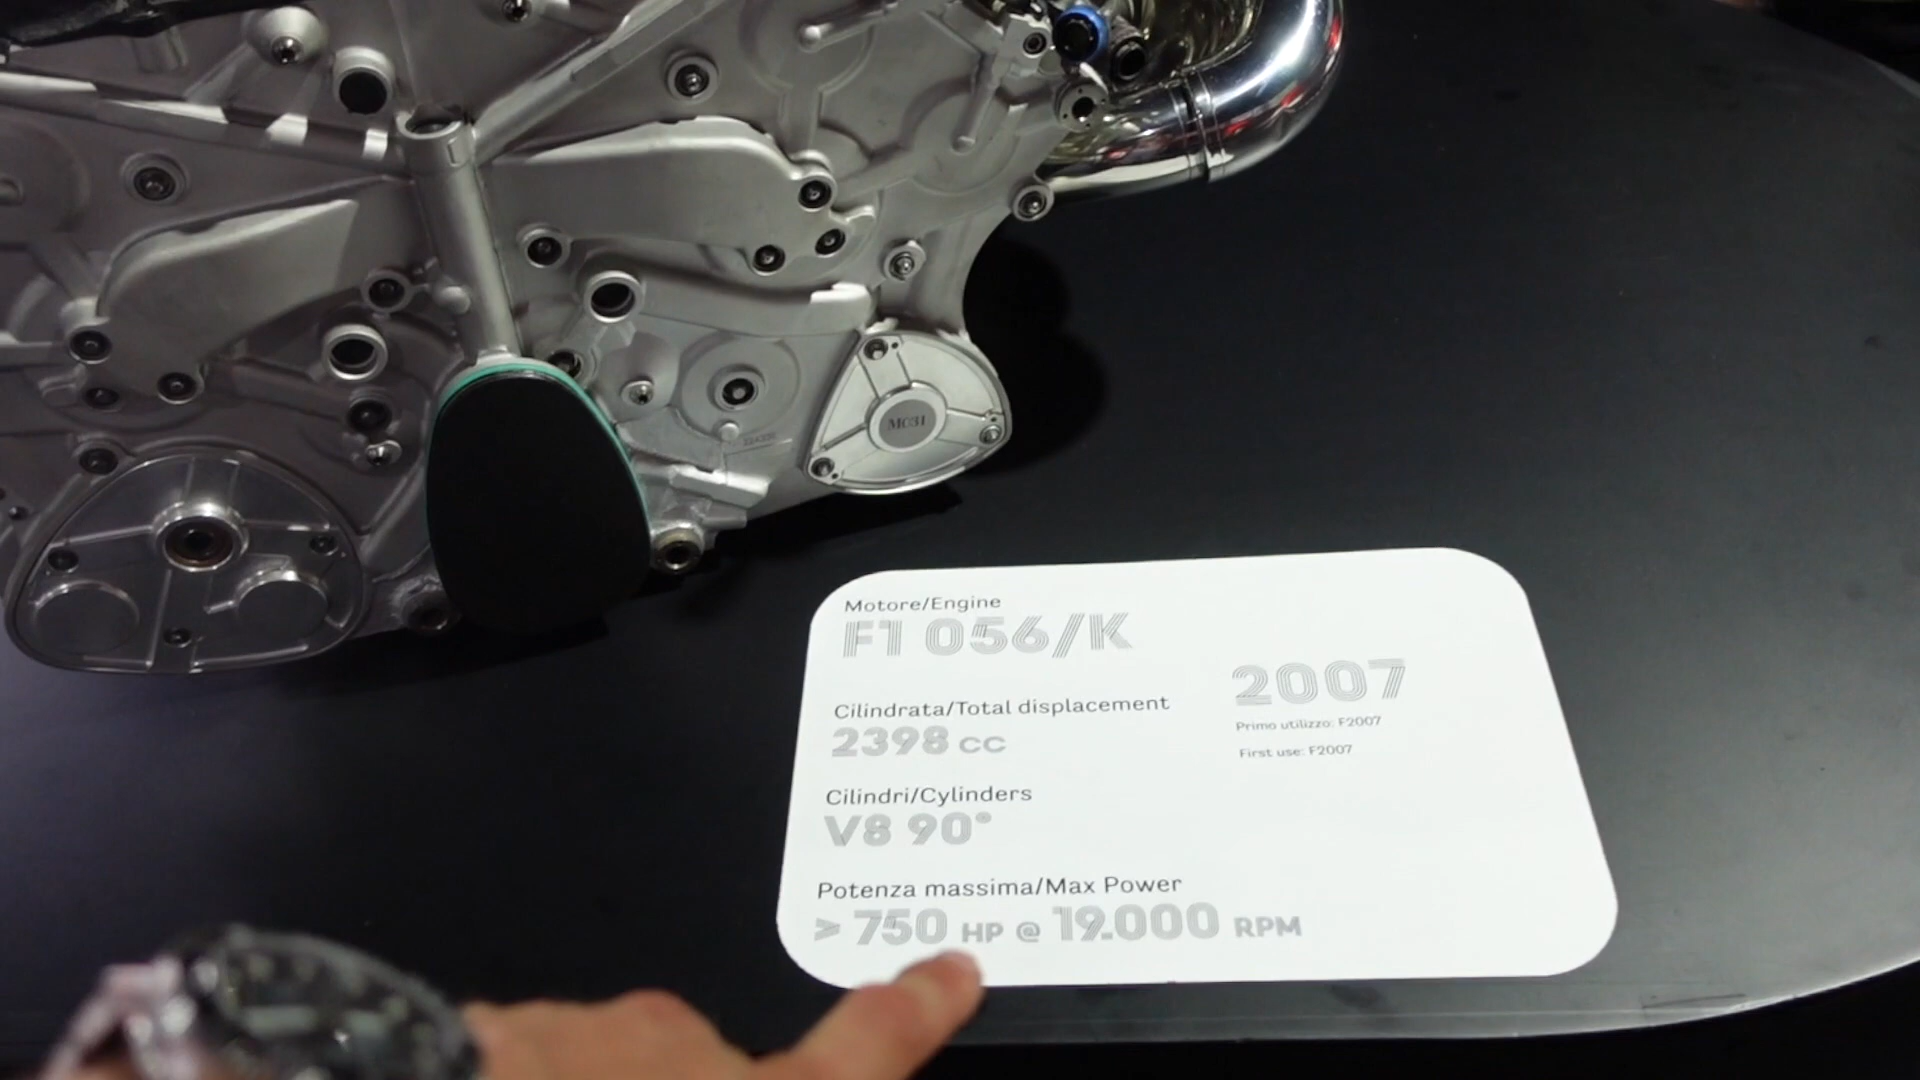 M031
Motore/Engine
F1 056/K
Cilindrata/Total displacement
2398 CC
Cilindri/Cylinders
V8 90°
Potenza massima/Max Power
> 750 HP @ 19.000 RPM
2007
Primo utilizzo: F2007
First use: F2007